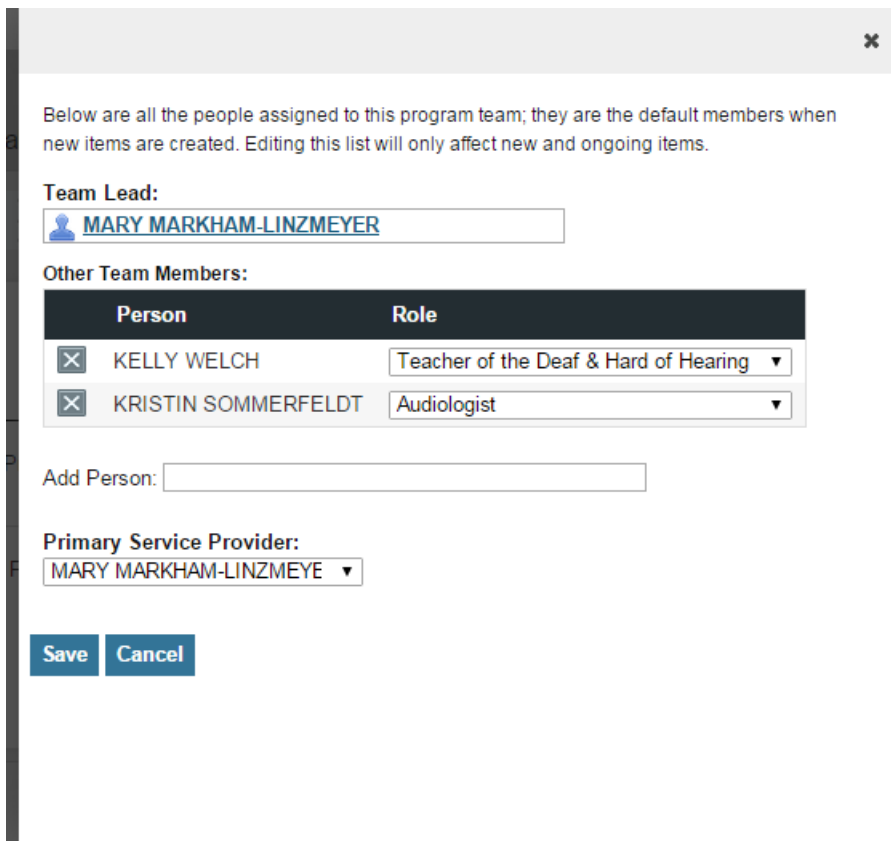 Below are all the people assigned to this program team; they are the default members when
new items are created. Editing this list will only affect new and ongoing items.
Team Lead:
MARY MARKHAM-LINZMEYER
Other Team Members:
Person Role
KELLY WELCH Teacher of the Deaf & Hard of Hearing
KRISTIN SOMMERFELDT Audiologist
Add Person:
Primary Service Provider:
MARY MARKHAM-LINZMEYE
Save Cancel